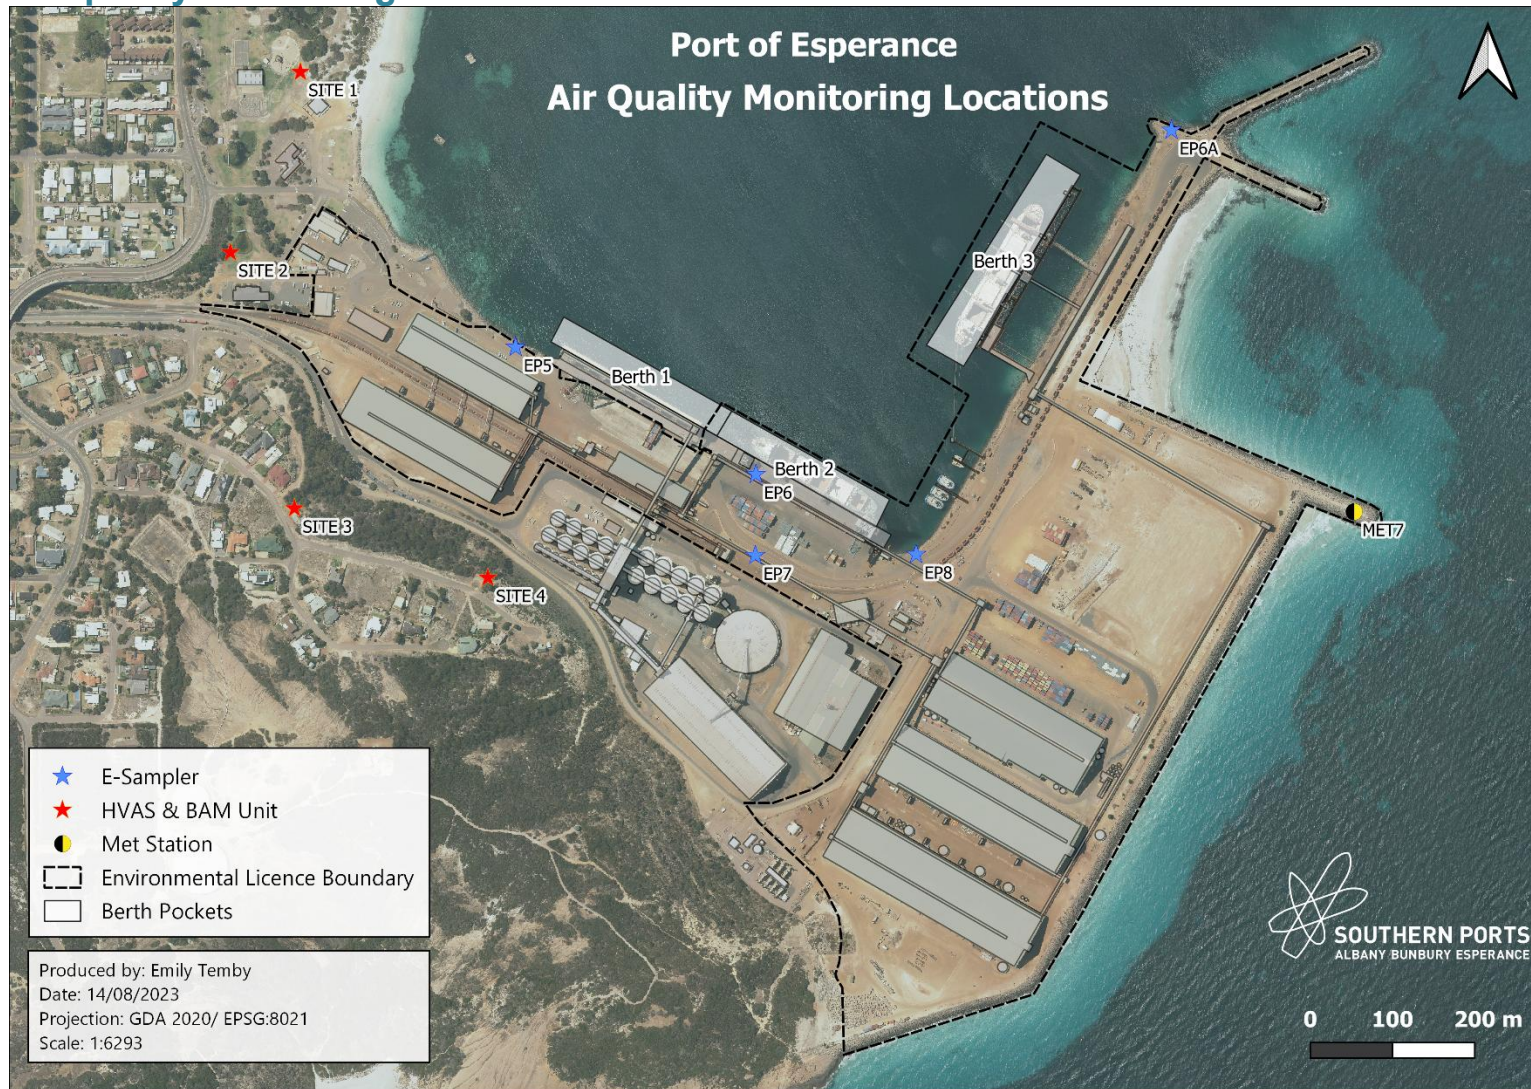 Port of Esperance
Air Quality Monitoring Locations
SITE 1
EP6A
SITE 2
Berth 3
EP5
Berth 1
Berth 2
EP6
SITE 3
MET7
EP7
EP8
SITE 4
E-Sampler
HVAS & BAM Unit
Met Station
Environmental Licence Boundary
Berth Pockets
Produced by: Emily Temby
Date: 14/08/2023
Projection: GDA 2020/ EPSG:8021
Scale: 1:6293
SOUTHERN PORTS
ALBANY BUNBURY ESPERANCE
0 100 200 m